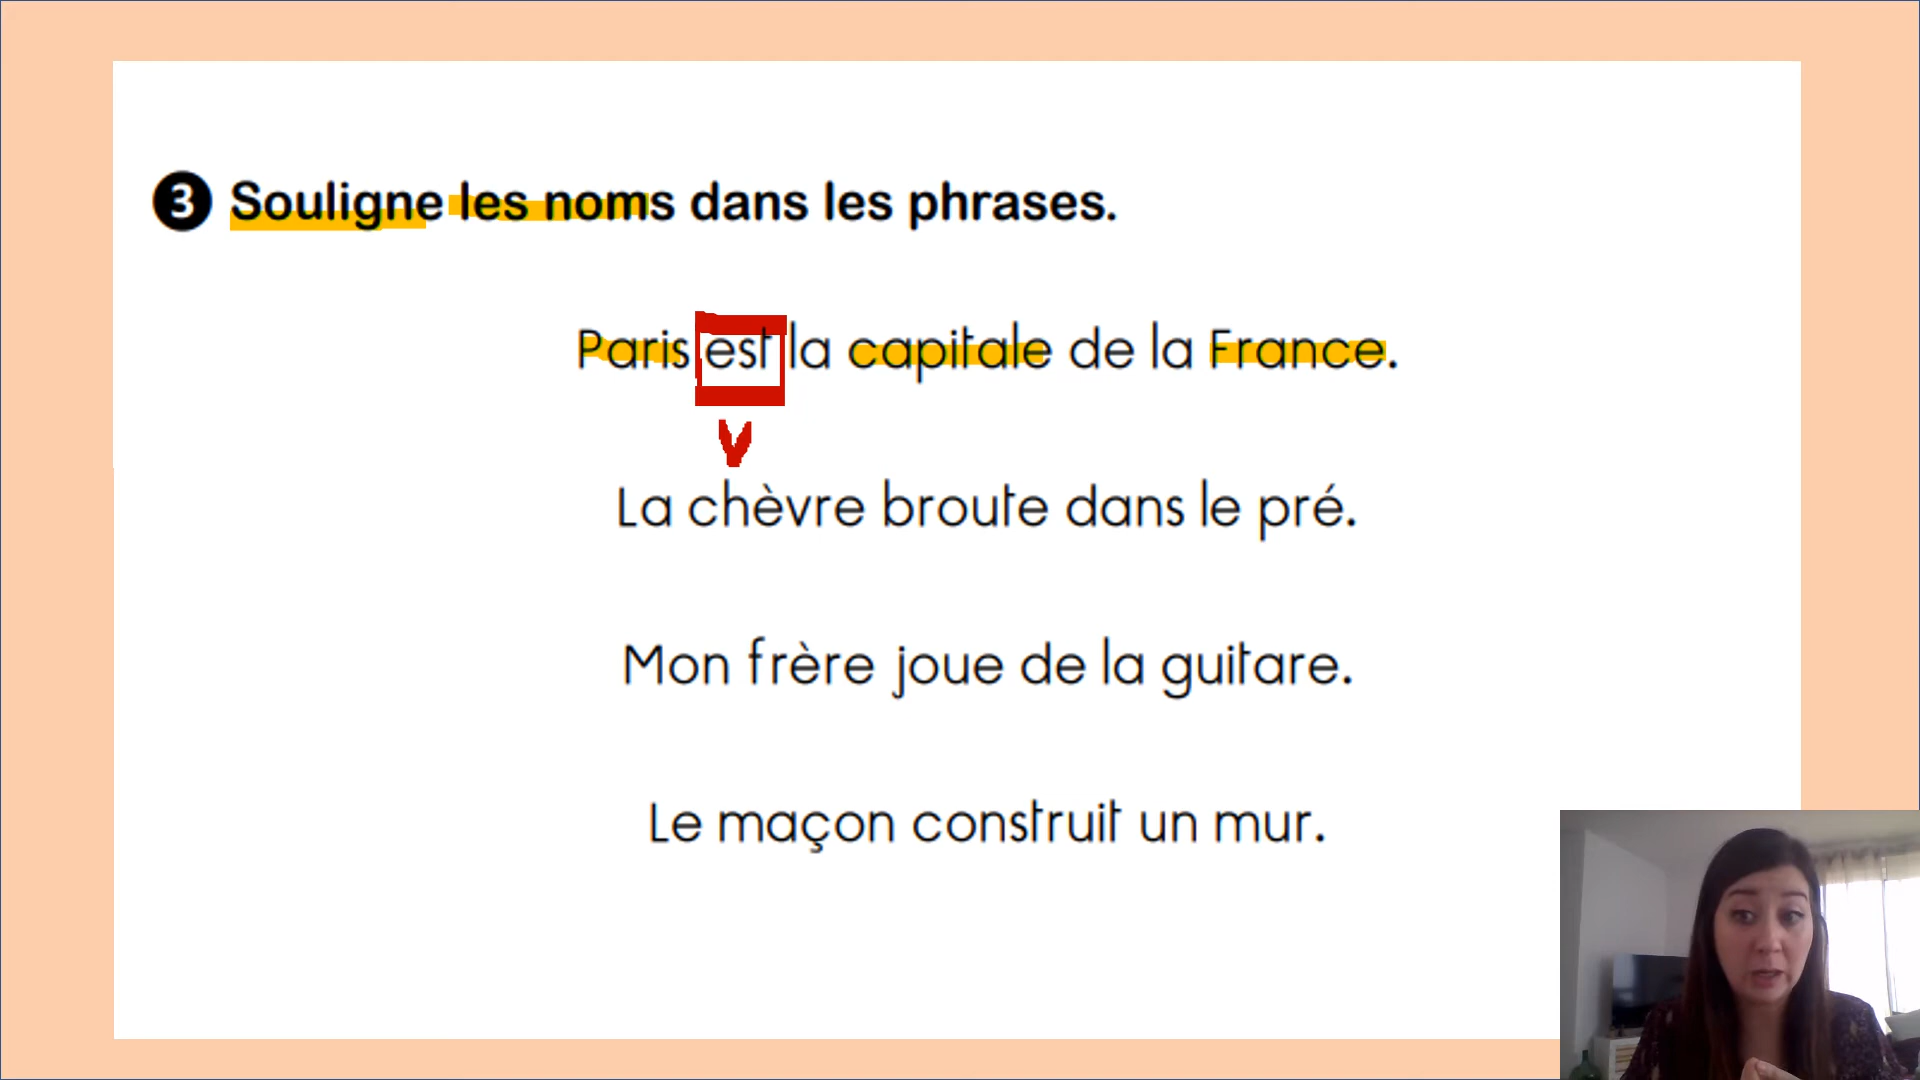 3 Souligne les noms dans les phrases.
Paris est la capitale de la France.
V
La chèvre broute dans le pré.
Mon frère joue de la guitare.
Le maçon construit un mur.